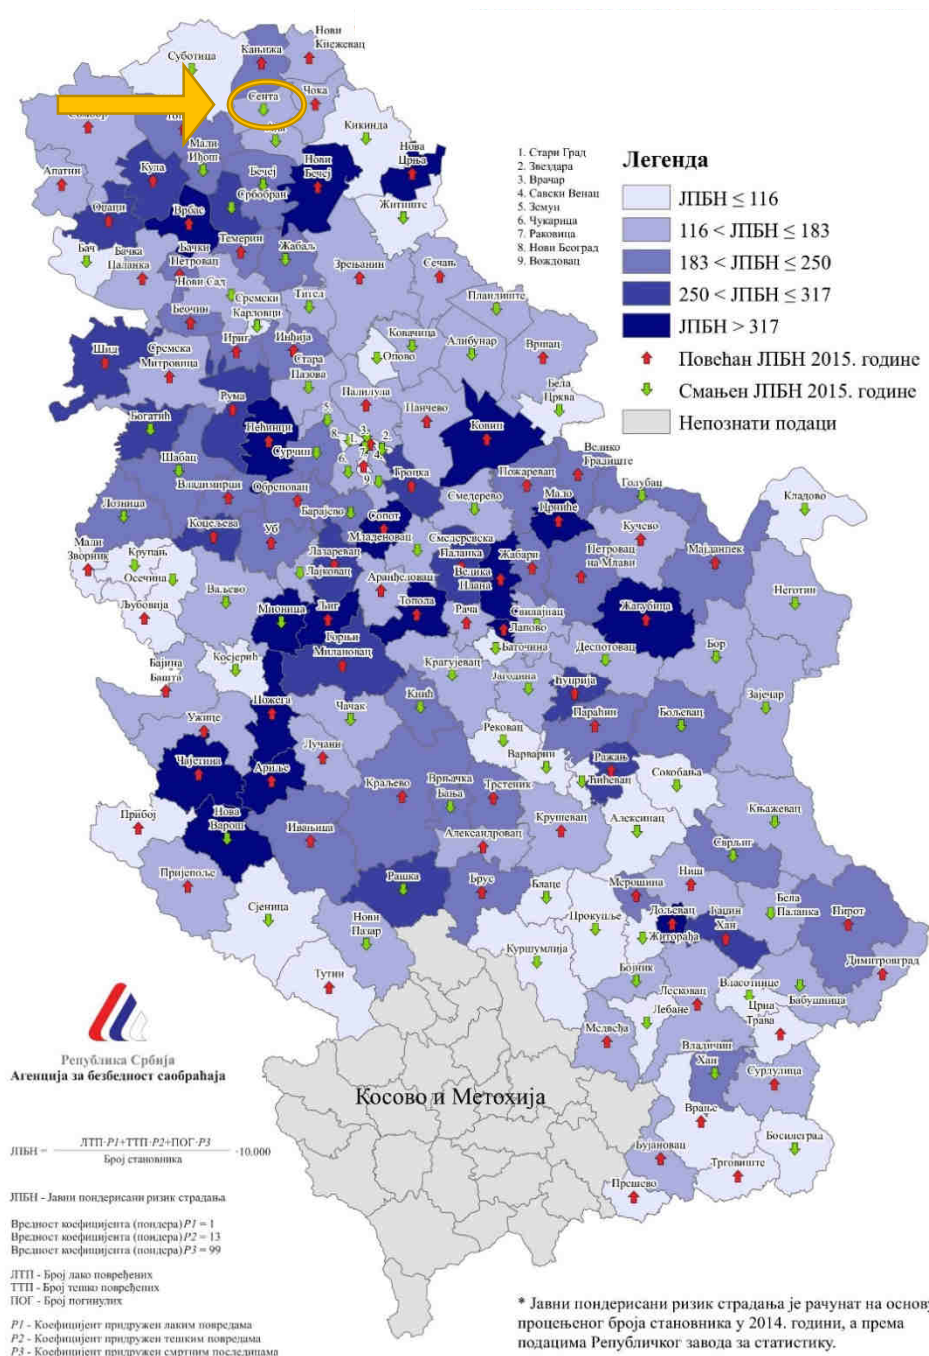 Нови
Кнежевац
Кањижа
Суботица
Сента
Чока
Кикинда
Мали
Иђош
Нови
Бечеј
Нова
Црња
Апатин
Кула
Бечеј
Србобран
Житиште
Оџаци
Врбас
Бач
Бачка
Паланка
Бачки
Петровац
Темерин
Жабаљ
Зрењанин
Сечањ
Нови Сад
Сремски
Карловци
Тител
Пландиште
Беочин
Ковачица
Опово
Алибунар
Вршац
Шид
Сремска
Митровица
Ириг
Инђија
Стара
Пазова
Бела
Црква
Рума
Палилула
Панчево
Ковин
Богатић
Пећинци
5.
8.
1.
3.
2.
4.
6.
7.
9.
Сурчин
Шабац
Гроцка
Пожаревац
Велико
Градиште
Голубац
Владимирци
Обреновац
Смедерево
Мало
Црниће
Кладово
Лозница
Барајево
Сопот
Коцељева
Уб
Младеновац
Смедеревска
Паланка
Кучево
Мали
Зворник
Крупањ
Лазаревац
Жабари
Петровац
на Млави
Мајданпек
Осечина
Лајковац
Велика
Плана
Ваљево
Аранђеловац
Неготин
Љубовија
Мионица
Љиг
Топола
Рача
Свилајнац
Жагубица
Лапово
Горњи
Милановац
Баточина
Деспотовац
Бор
Косјерић
Бајина
Башта
Крагујевац
Јагодина
Ћуприја
Зајечар
Пожега
Чачак
Кнић
Параћин
Бољевац
Ужице
Рековац
Лучани
Варварин
Ражањ
Чајетина
Ариље
Ћићевац
Сокобања
Краљево
Врњачка
Бања
Трстеник
Прибој
Нова
Варош
Ивањица
Александровац
Крушевац
Алексинац
Књажевац
Сврљиг
Пријепоље
Рашка
Брус
Блаце
Мерошина
Ниш
Бела
Паланка
Сјеница
Прокупље
Дољевац
Гаџин
Хан
Пирот
Нови
Пазар
Житорађа
Куршумлија
Димитровград
Тутин
Бојник
Лесковац
Власотинце
Бабушница
Лебане
Црна
Трава
Медвеђа
Владичин
Хан
Сурдулица
Врање
Босилеград
Бујановац
Трговиште
Прешево
Косово и Метохија
1. Стари Град
2. Звездара
3. Врачар
4. Савски Венац
5. Земун
6. Чукарица
7. Раковица
8. Нови Београд
9. Вождовац
Легенда
ЈПБН ≤ 116
116 < ЈПБН ≤ 183
183 < ЈПБН ≤ 250
250 < ЈПБН ≤ 317
ЈПБН > 317
Повећан ЈПБН 2015. године
Смањен ЈПБН 2015. године
Непознати подаци
Република Србија
Агенција за безбедност саобраћаја
ЈПБН = ЛТП·P1+ТТП·P2+ПОГ·P3 ·10.000
Број становника
ЈПБН - Јавни пондерисани ризик страдања
Вредност коефицијента (пондера) P1 = 1
Вредност коефицијента (пондера) P2 = 13
Вредност коефицијента (пондера) P3 = 99
ЛТП - Број лако повређених
ТТП - Број тешко повређених
ПОГ - Број погинулих
P1 - Коефицијент придружен лаким повредама
P2 - Коефицијент придружен тешким повредама
P3 - Коефицијент придружен смртним последицама
* Јавни пондерисани ризик страдања је рачунат на основу
процењеног броја становника у 2014. години, а према
подацима Републичког завода за статистику.